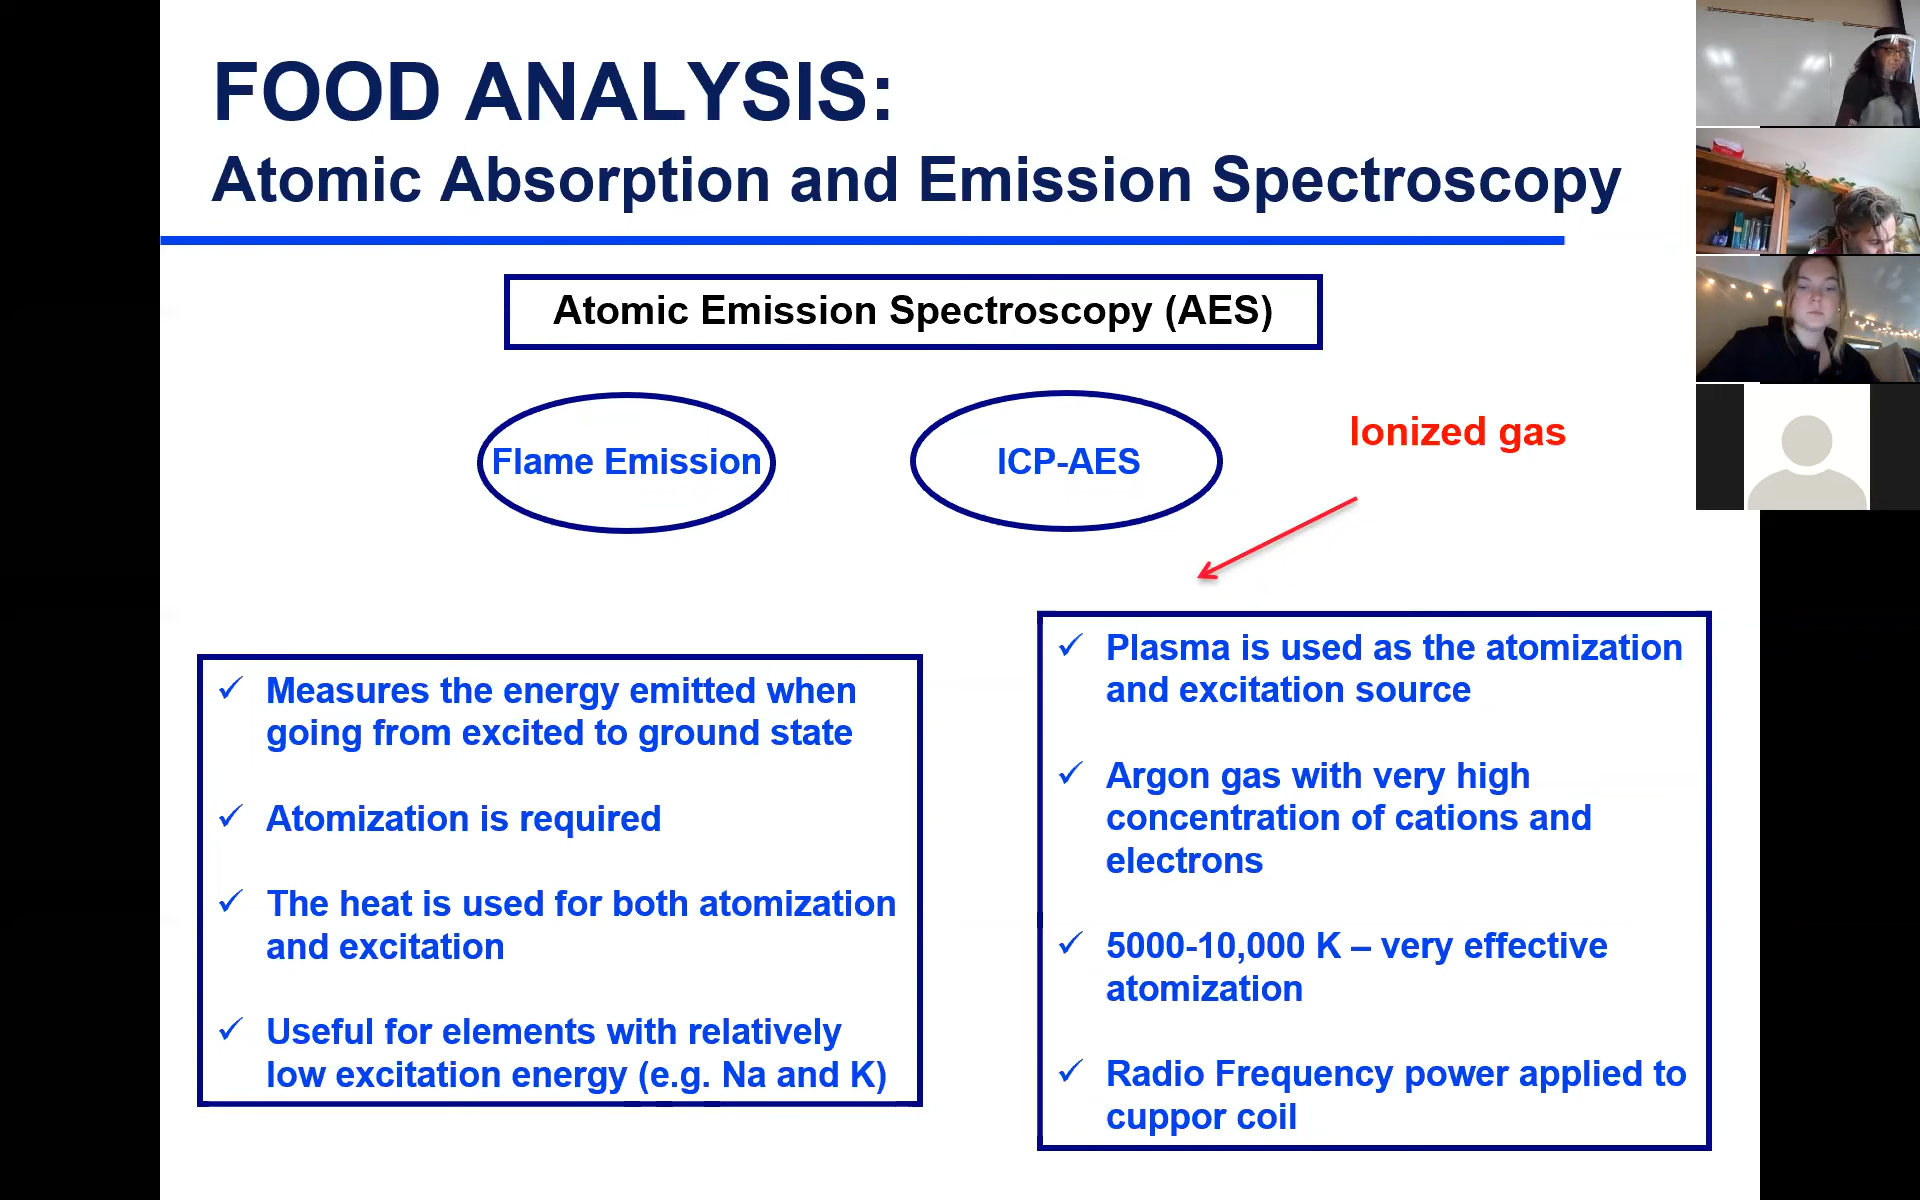 FOOD ANALYSIS:
Atomic Absorption and Emission Spectroscopy
Atomic Emission Spectroscopy (AES)
Flame Emission
ICP-AES
Ionized gas
✓ Measures the energy emitted when
going from excited to ground state
✓ Atomization is required
✓ The heat is used for both atomization
and excitation
✓ Useful for elements with relatively
low excitation energy (e.g. Na and K)
✓ Plasma is used as the atomization
and excitation source
✓ Argon gas with very high
concentration of cations and
electrons
✓ 5000-10,000 K – very effective
atomization
✓ Radio Frequency power applied to
cuppor coil